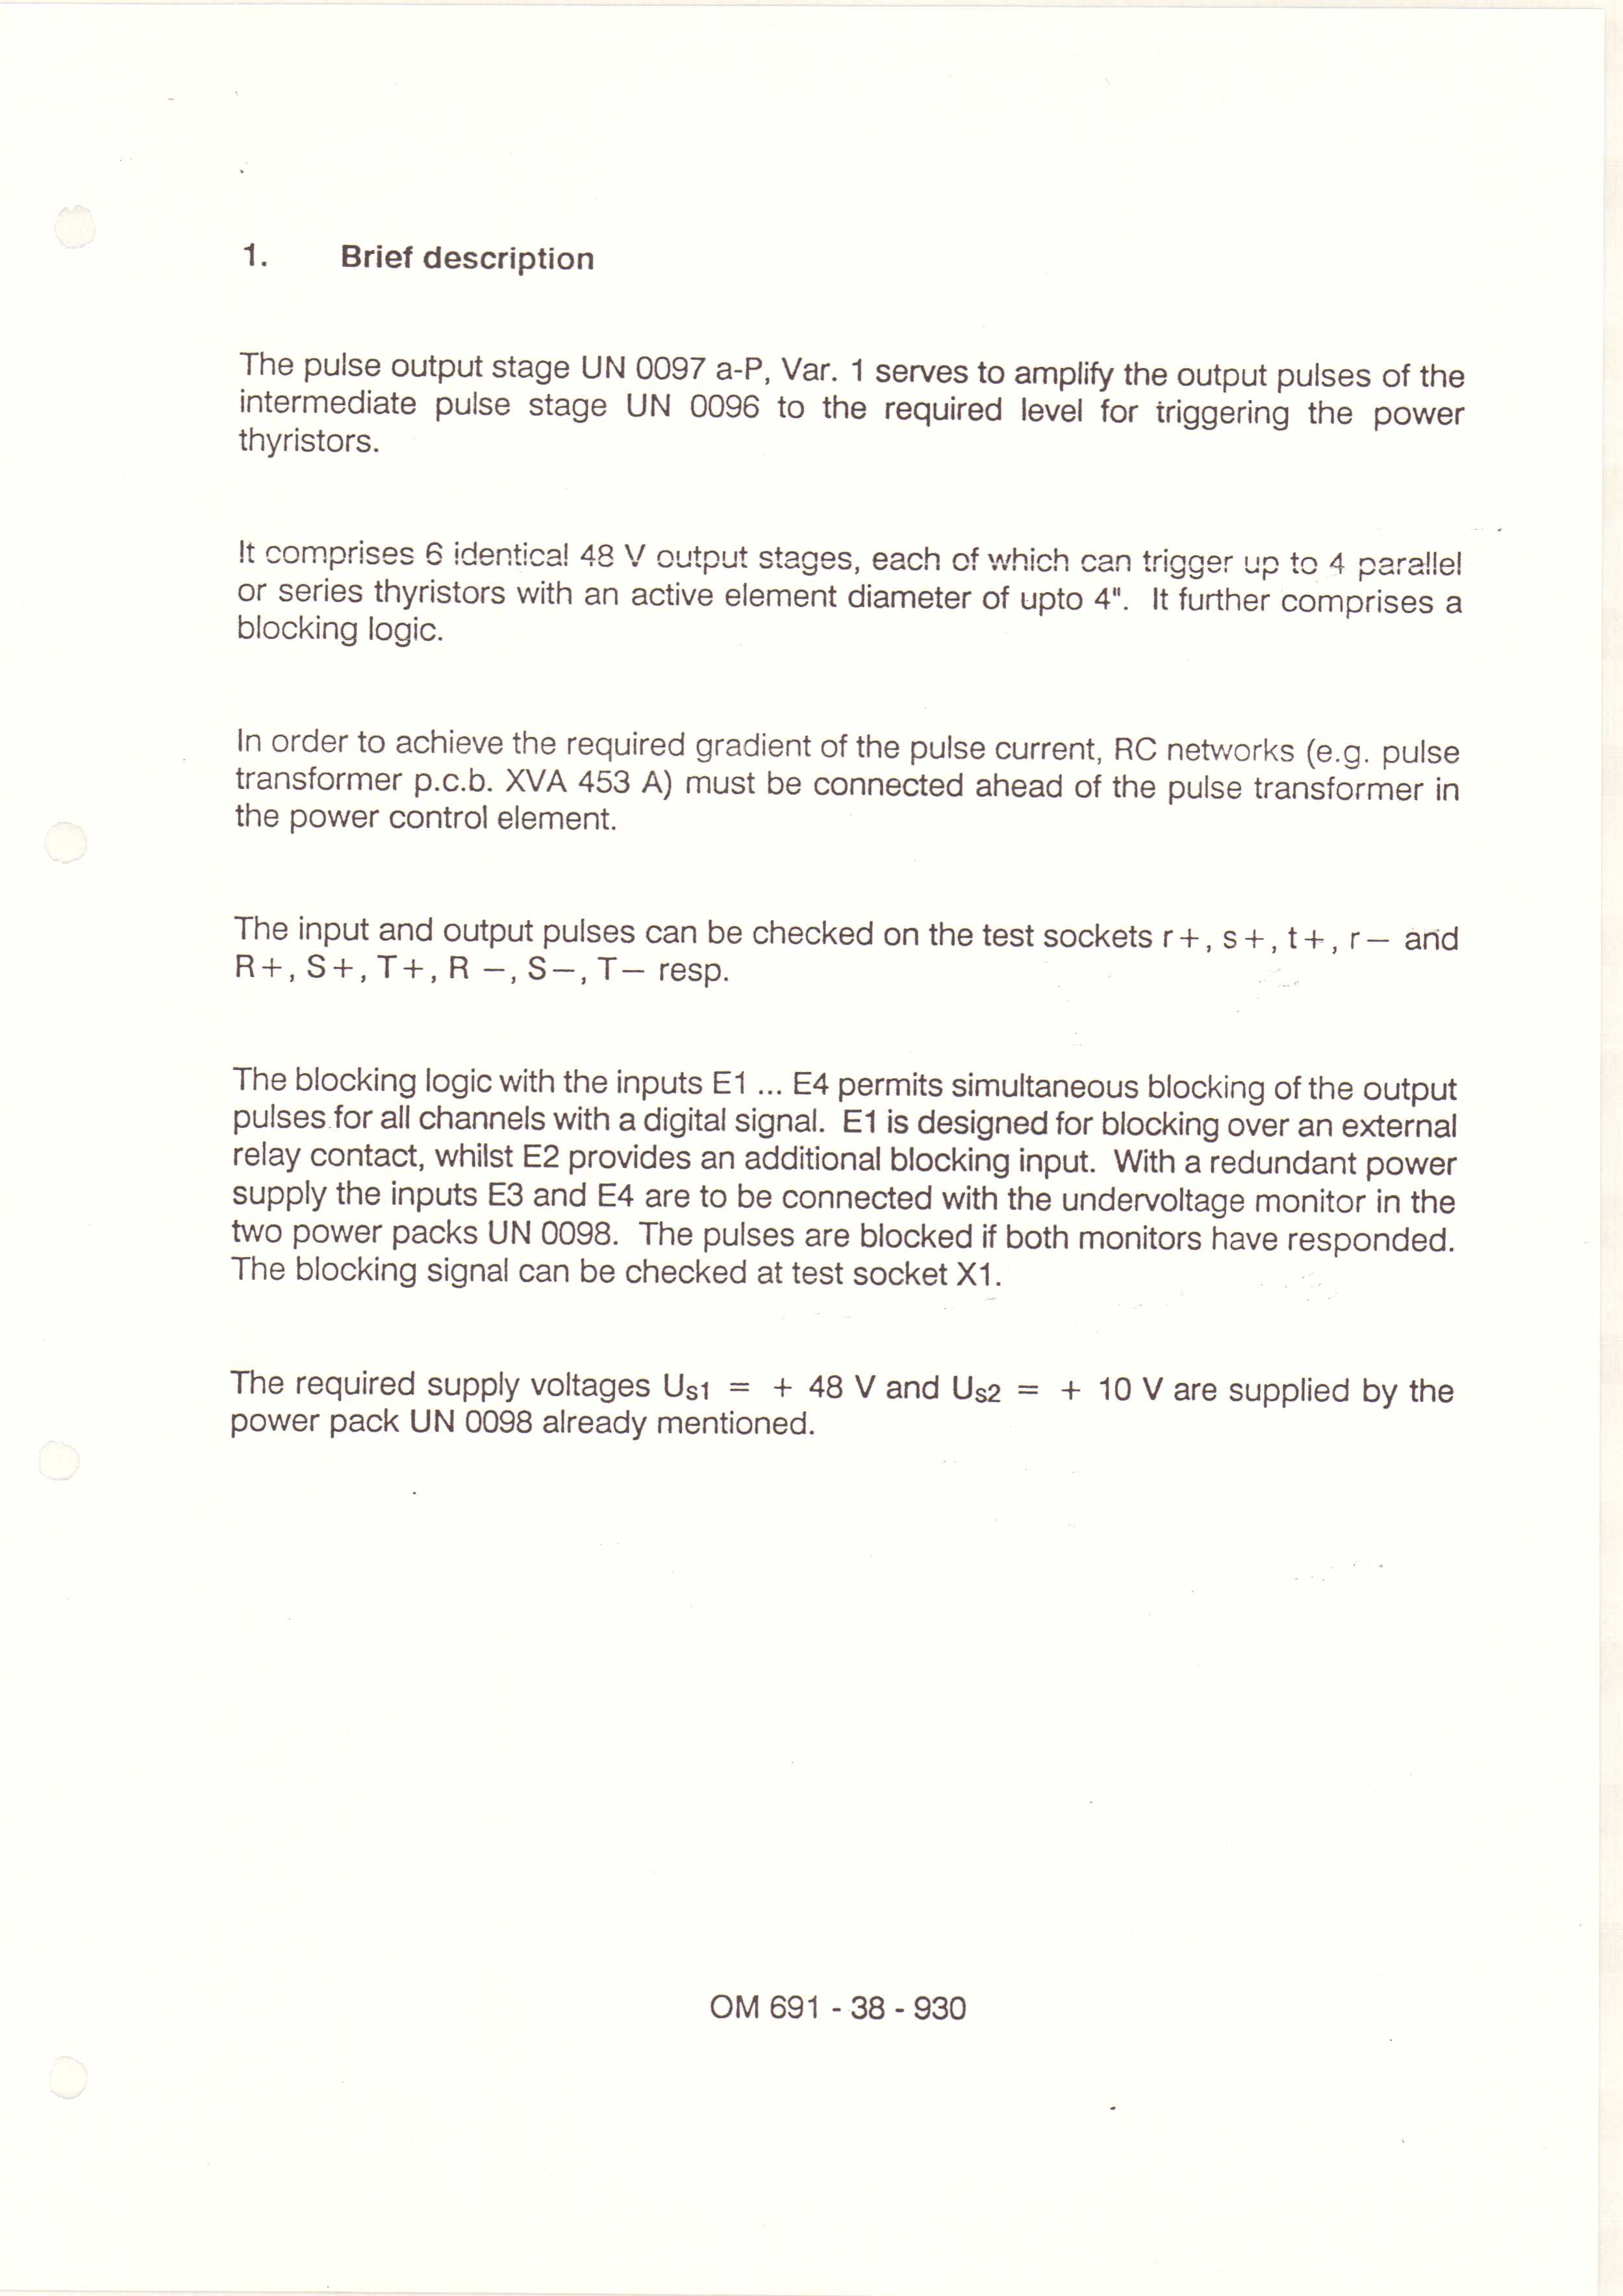 1. Brief description
The pulse output stage UN 0097 a-P, Var. 1 serves to amplify the output pulses of the
intermediate pulse stage UN 0096 to the required level for triggering the power
thyristors.
It comprises 6 identical 48 V output stages, each of which can trigger up to 4 parallel
or series thyristors with an active element diameter of upto 4". It further comprises a
blocking logic.
In order to achieve the required gradient of the pulse current, RC networks (e.g. pulse
transformer p.c.b. XVA 453 A) must be connected ahead of the pulse transformer in
the power control element.
The input and output pulses can be checked on the test sockets r+, s+, t+, r− and
R+, S+, T+, R −, S−, T− resp.
The blocking logic with the inputs E1 ... E4 permits simultaneous blocking of the output
pulses for all channels with a digital signal. E1 is designed for blocking over an external
relay contact, whilst E2 provides an additional blocking input. With a redundant power
supply the inputs E3 and E4 are to be connected with the undervoltage monitor in the
two power packs UN 0098. The pulses are blocked if both monitors have responded.
The blocking signal can be checked at test socket X1.
The required supply voltages Us1 = + 48 V and Us2 = + 10 V are supplied by the
power pack UN 0098 already mentioned.
OM 691 - 38 - 930